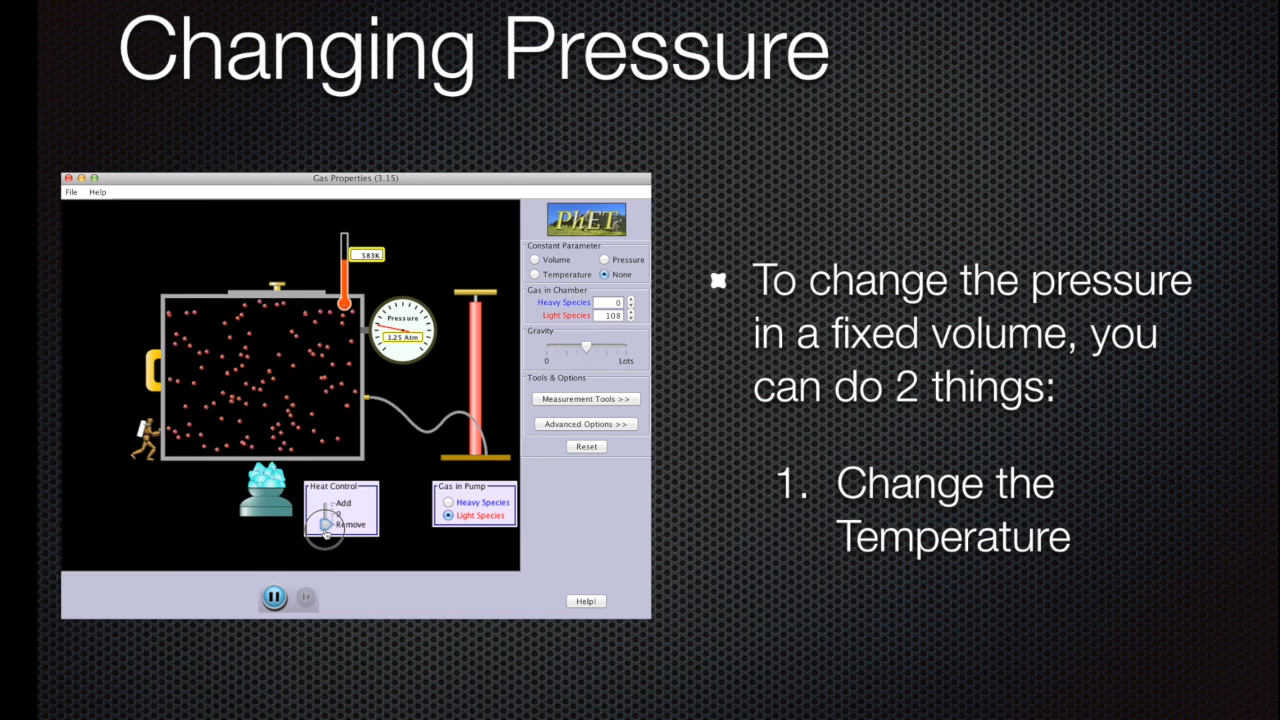 Changing Pressure
Gas Properties (3.15)
File Help
PhET
583K
Pressure
1.25 Atm
Constant Parameter
Volume Pressure
Temperature None
Gas in Chamber
Heavy Species 0
Light Species 108
Gravity
0 Lots
Tools & Options
Measurement Tools >>
Advanced Options >>
Reset
Heat Control
Add
0
Remove
Gas in Pump
Heavy Species
Light Species
Help!
To change the pressure
in a fixed volume, you
can do 2 things:
1. Change the
Temperature